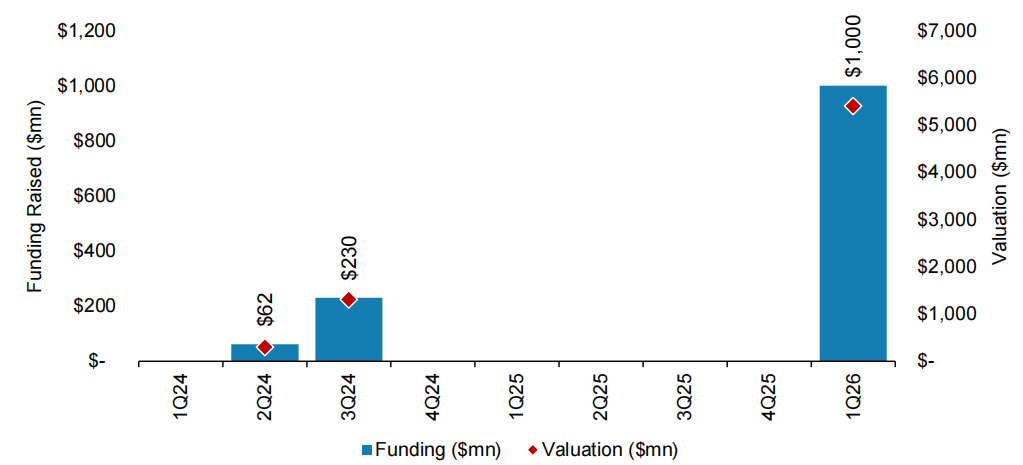 Funding Raised ($mn)
$1,200
$1,000
$800
$600
$400
$200
$-
$62
$230
$1,000
$7,000
$6,000
$5,000
$4,000
$3,000
$2,000
$1,000
$-
Valuation ($mn)
1Q24
2Q24
3Q24
4Q24
1Q25
2Q25
3Q25
4Q25
1Q26
Funding ($mn)
Valuation ($mn)